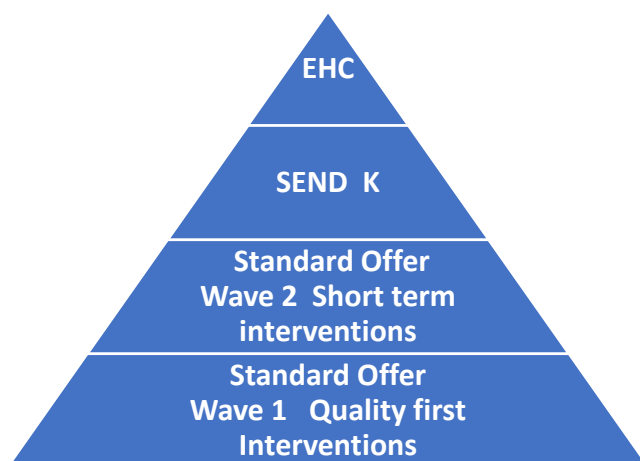 EHC
SEND K
Standard Offer
Wave 2 Short term
interventions
Standard Offer
Wave 1 Quality first
Interventions